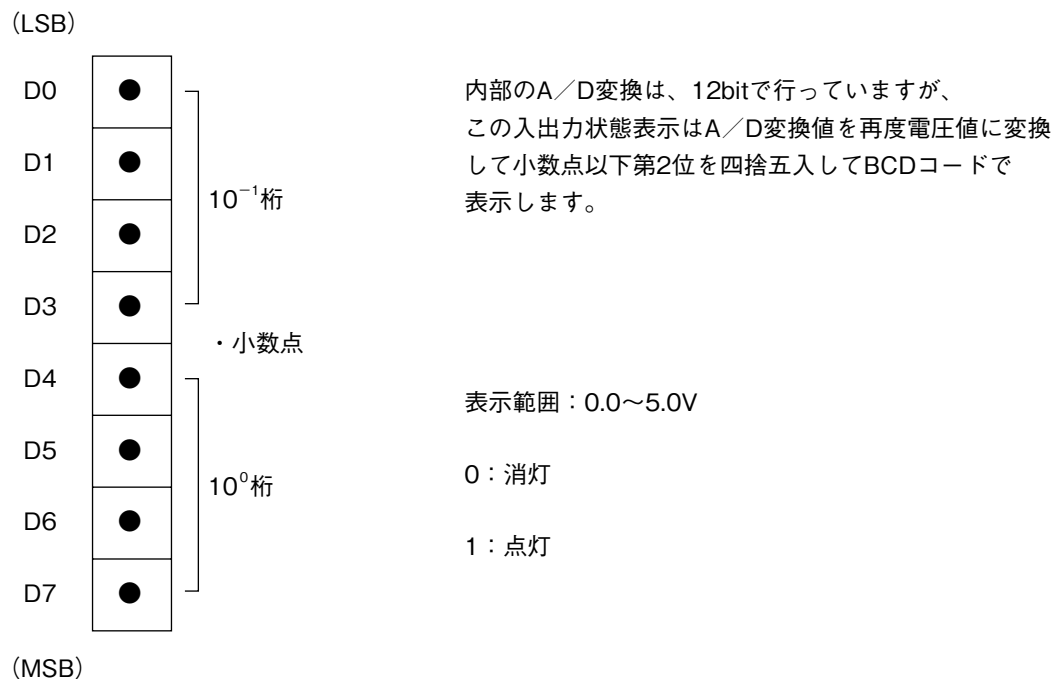 (LSB)
D0
D1
D2
D3
10⁻¹桁
・小数点
D4
D5
D6
D7
10⁰桁
(MSB)
内部のA／D変換は、12bitで行っていますが、
この入出力状態表示はA／D変換値を再度電圧値に変換
して小数点以下第2位を四捨五入してBCDコードで
表示します。
表示範囲：0.0〜5.0V
0：消灯
1：点灯